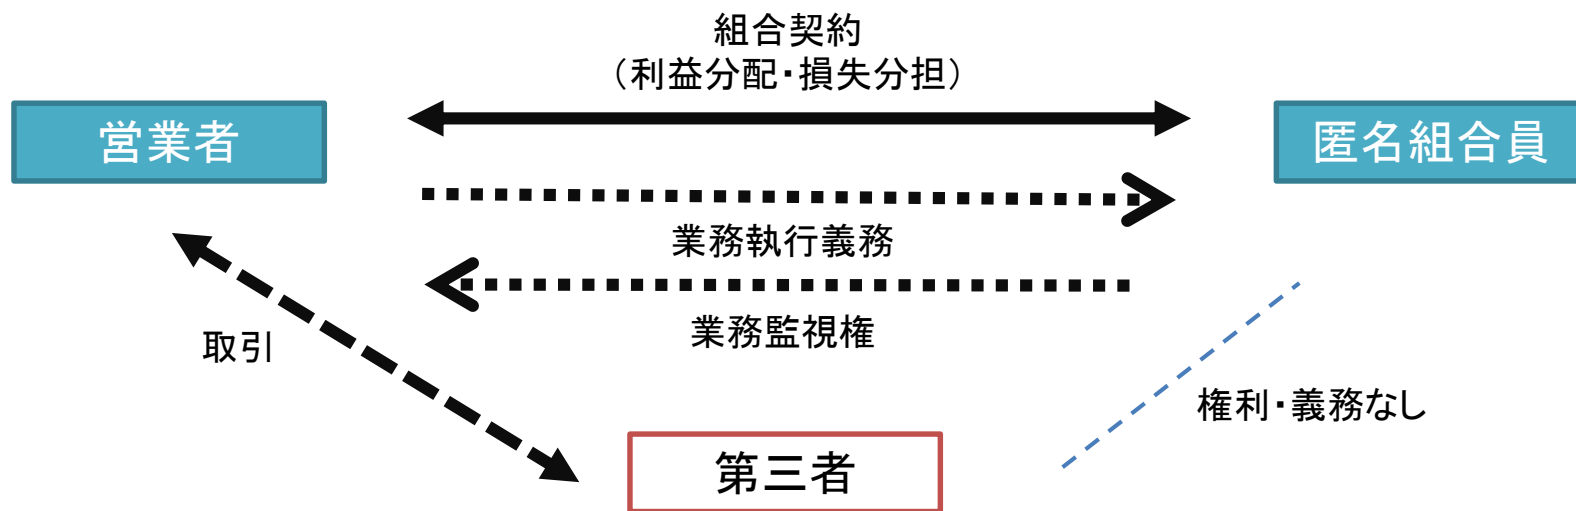 組合契約
（利益分配・損失分担）
営業者
匿名組合員
業務執行義務
業務監視権
取引
権利・義務なし
第三者